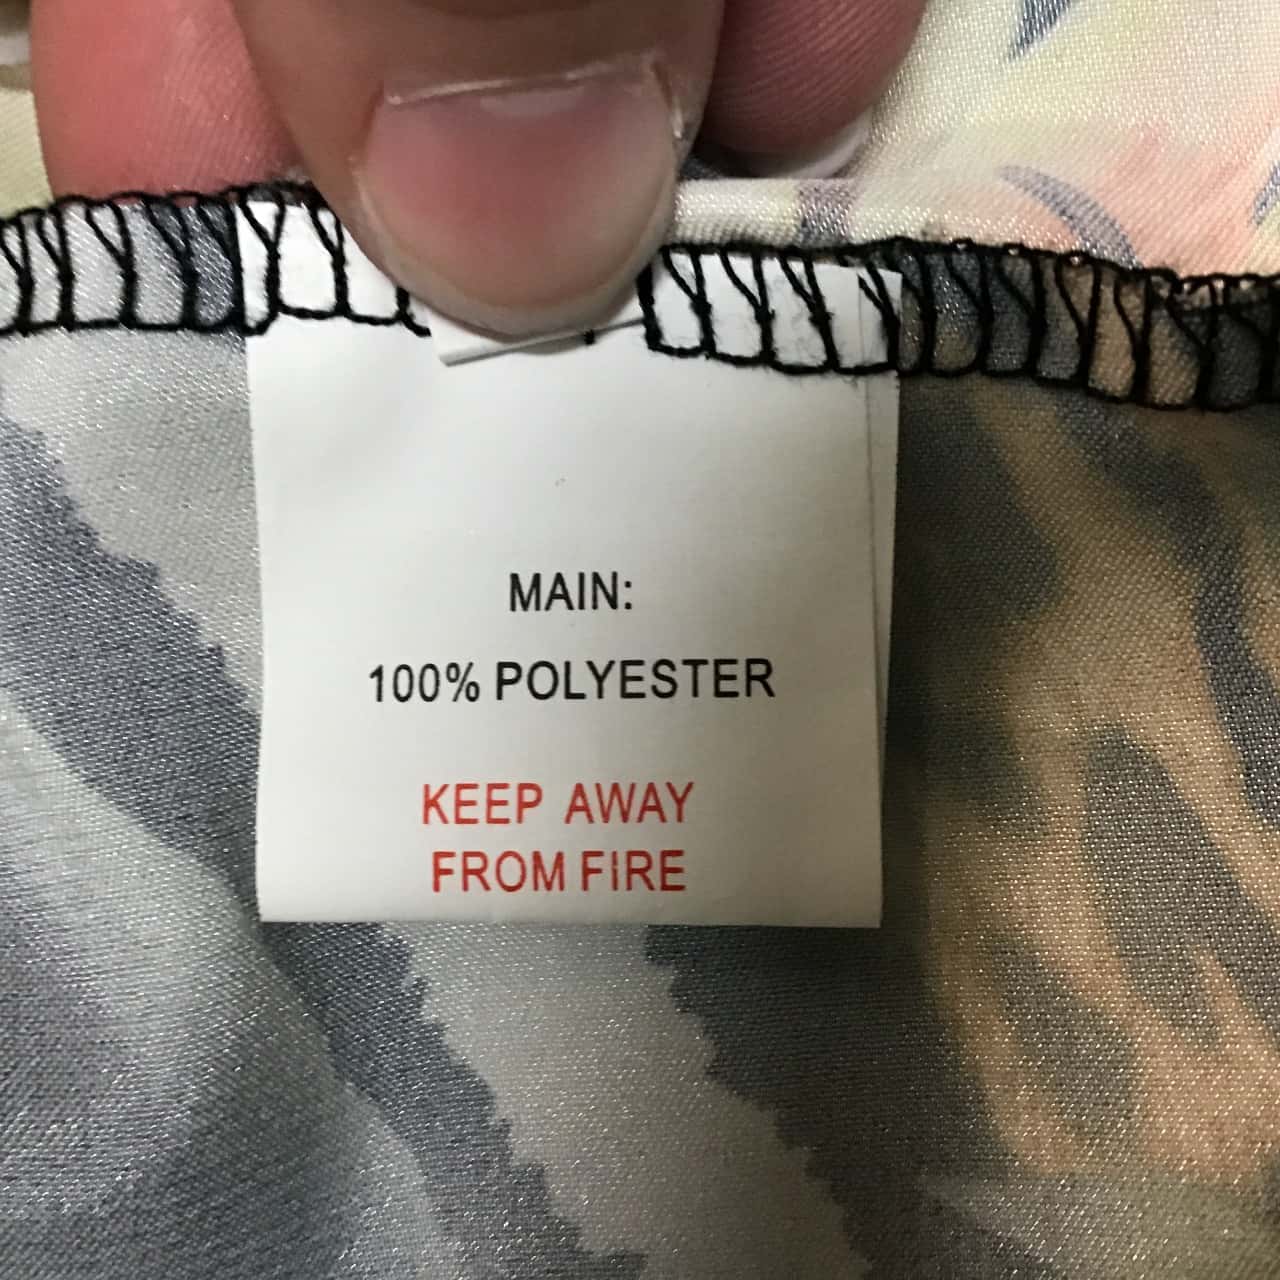 MAIN:
100% POLYESTER
KEEP AWAY
FROM FIRE